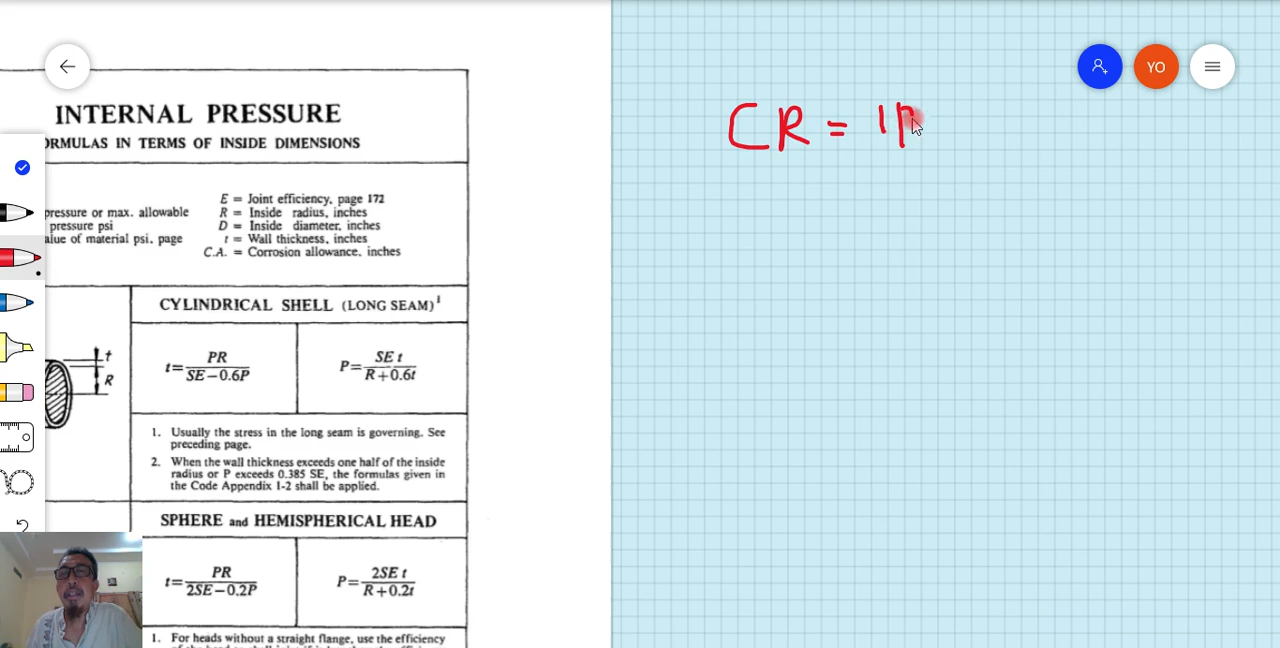 INTERNAL PRESSURE
ORMULAS IN TERMS OF INSIDE DIMENSIONS
pressure or max. allowable
pressure psi
alue of material psi, page
E = Joint efficiency, page 172
R = Inside radius, inches
D = Inside diameter, inches
t = Wall thickness, inches
C.A. = Corrosion allowance, inches
CYLINDRICAL SHELL (LONG SEAM)¹
t
R
t= PR / SE−0.6P
P= SE t / R+0.6t
1. Usually the stress in the long seam is governing. See
preceding page.
2. When the wall thickness exceeds one half of the inside
radius or P exceeds 0.385 SE, the formulas given in
the Code Appendix 1-2 shall be applied.
SPHERE and HEMISPHERICAL HEAD
t= PR / 2SE−0.2P
P= 2SE t / R+0.2t
1. For heads without a straight flange, use the efficiency
CR =
YO